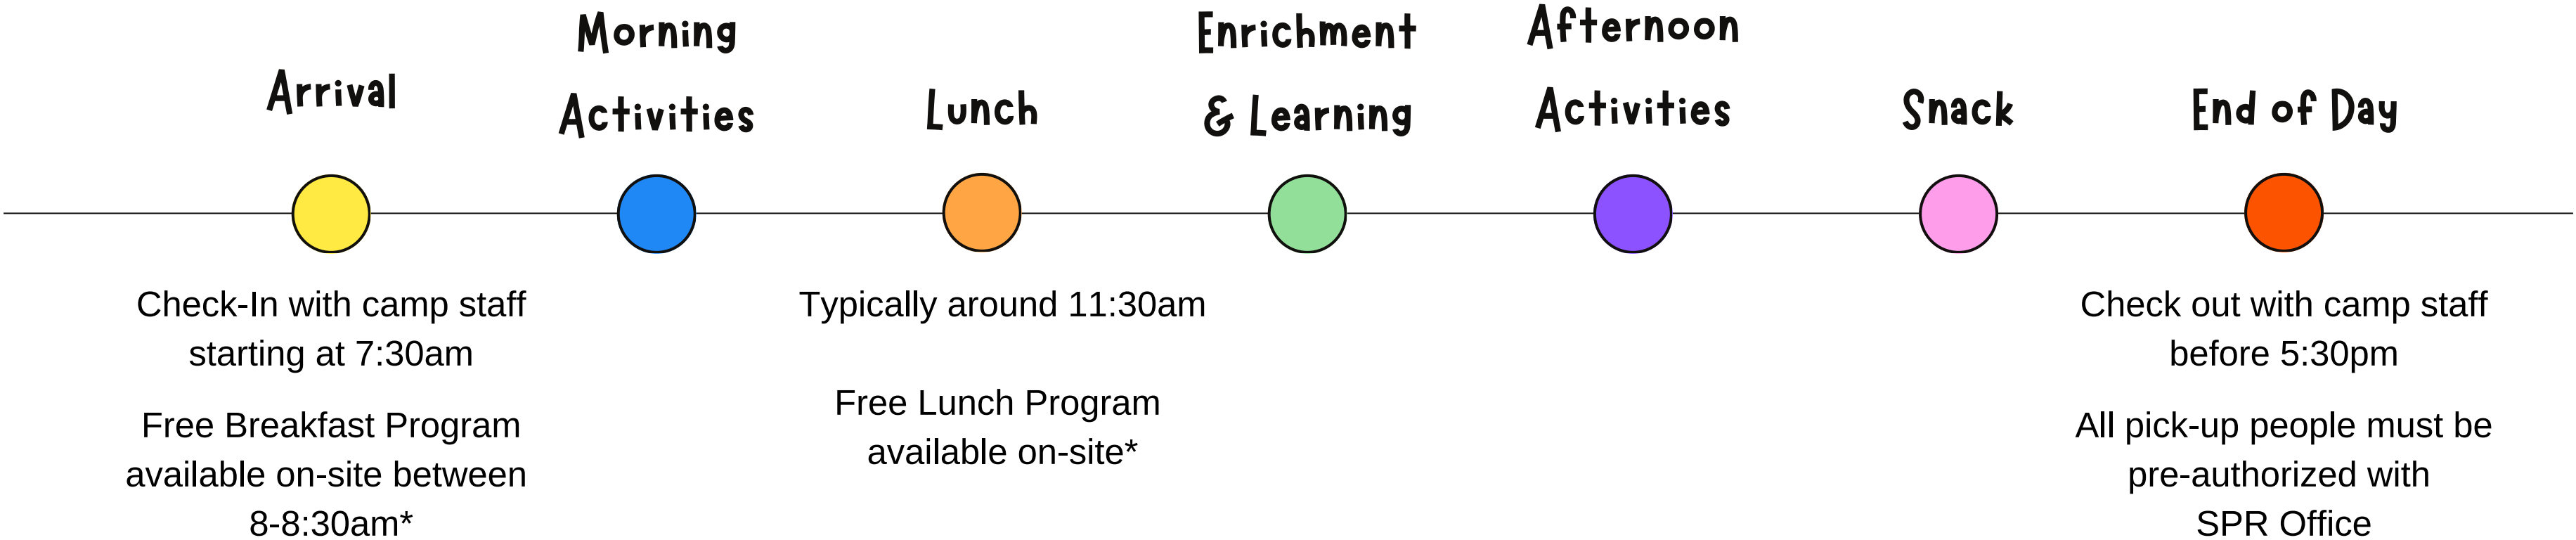 Arrival
Morning
Activities
Lunch
Enrichment
& Learning
Afternoon
Activities
Snack
End of Day
Check-In with camp staff
starting at 7:30am
Free Breakfast Program
available on-site between
8-8:30am*
Typically around 11:30am
Free Lunch Program
available on-site*
Check out with camp staff
before 5:30pm
All pick-up people must be
pre-authorized with
SPR Office